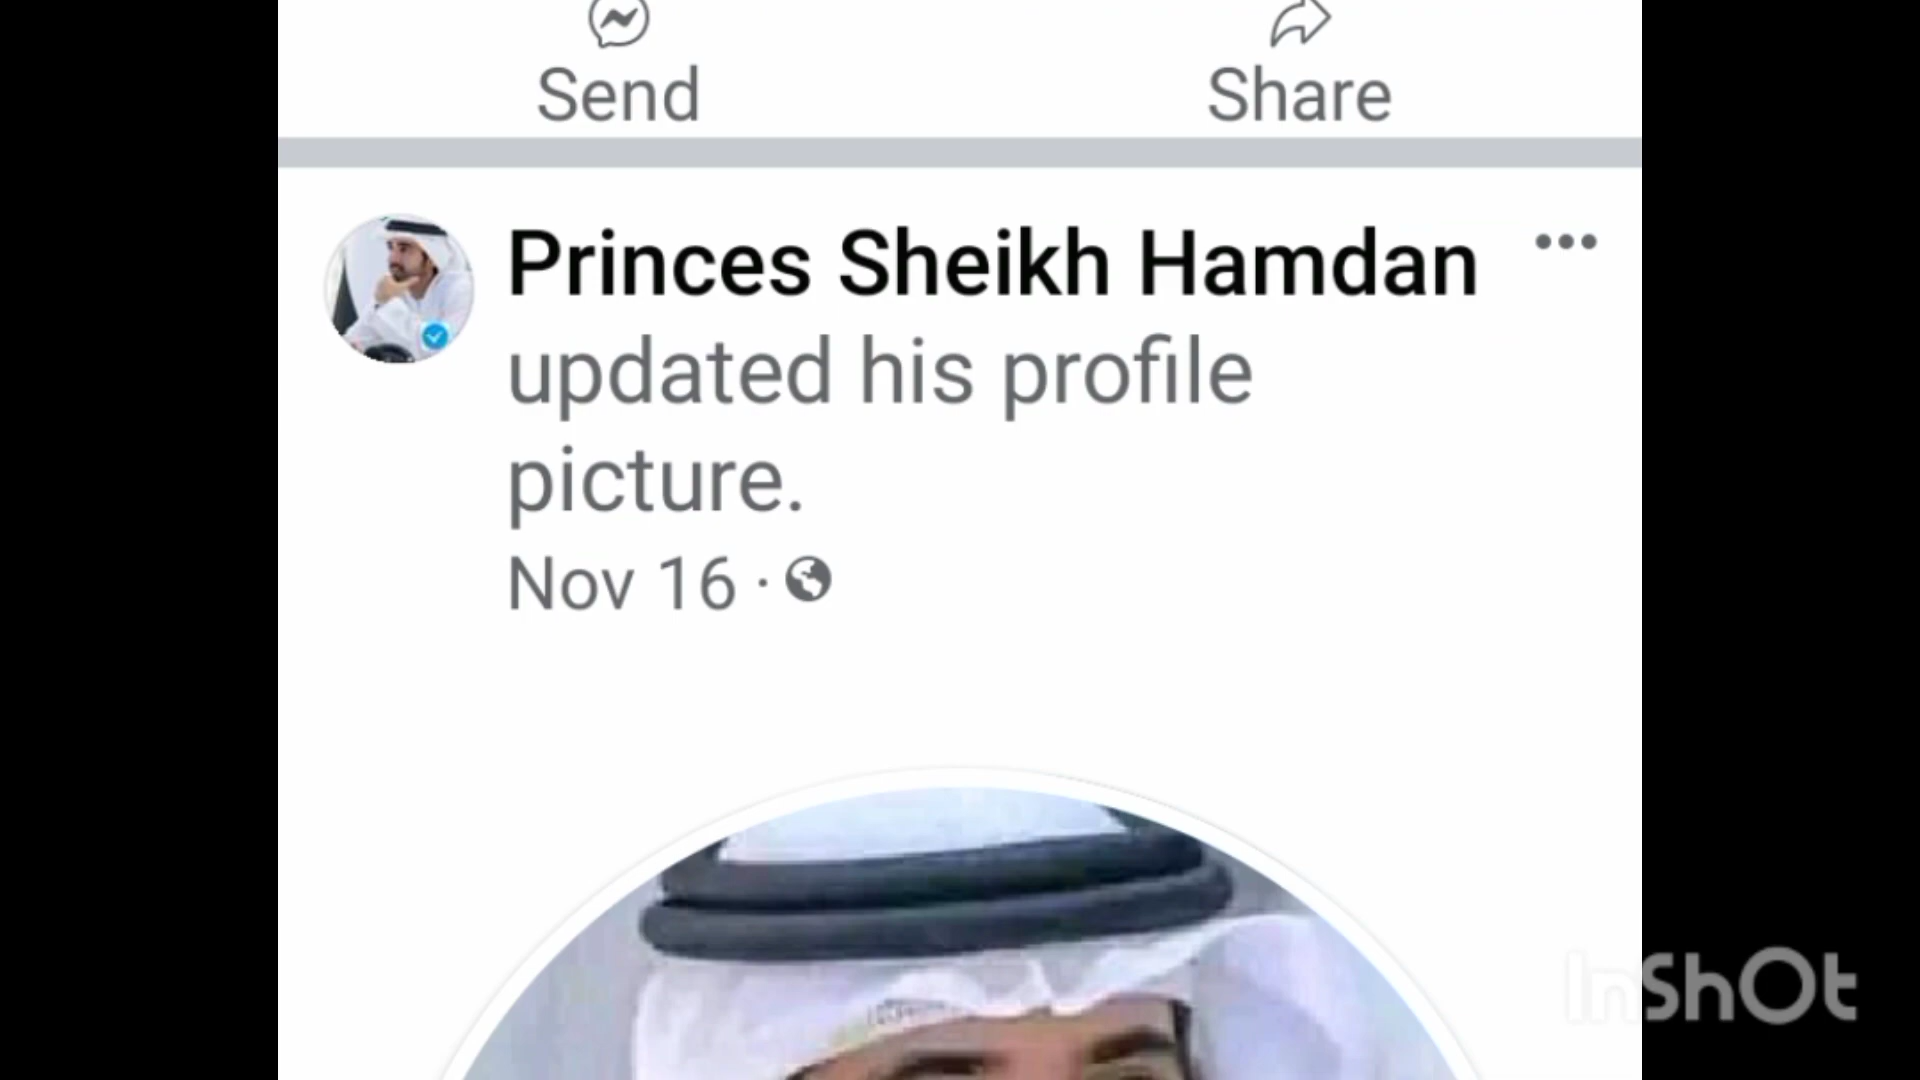 Send
Share
Princes Sheikh Hamdan
updated his profile
picture.
Nov 16 ·
InShOt